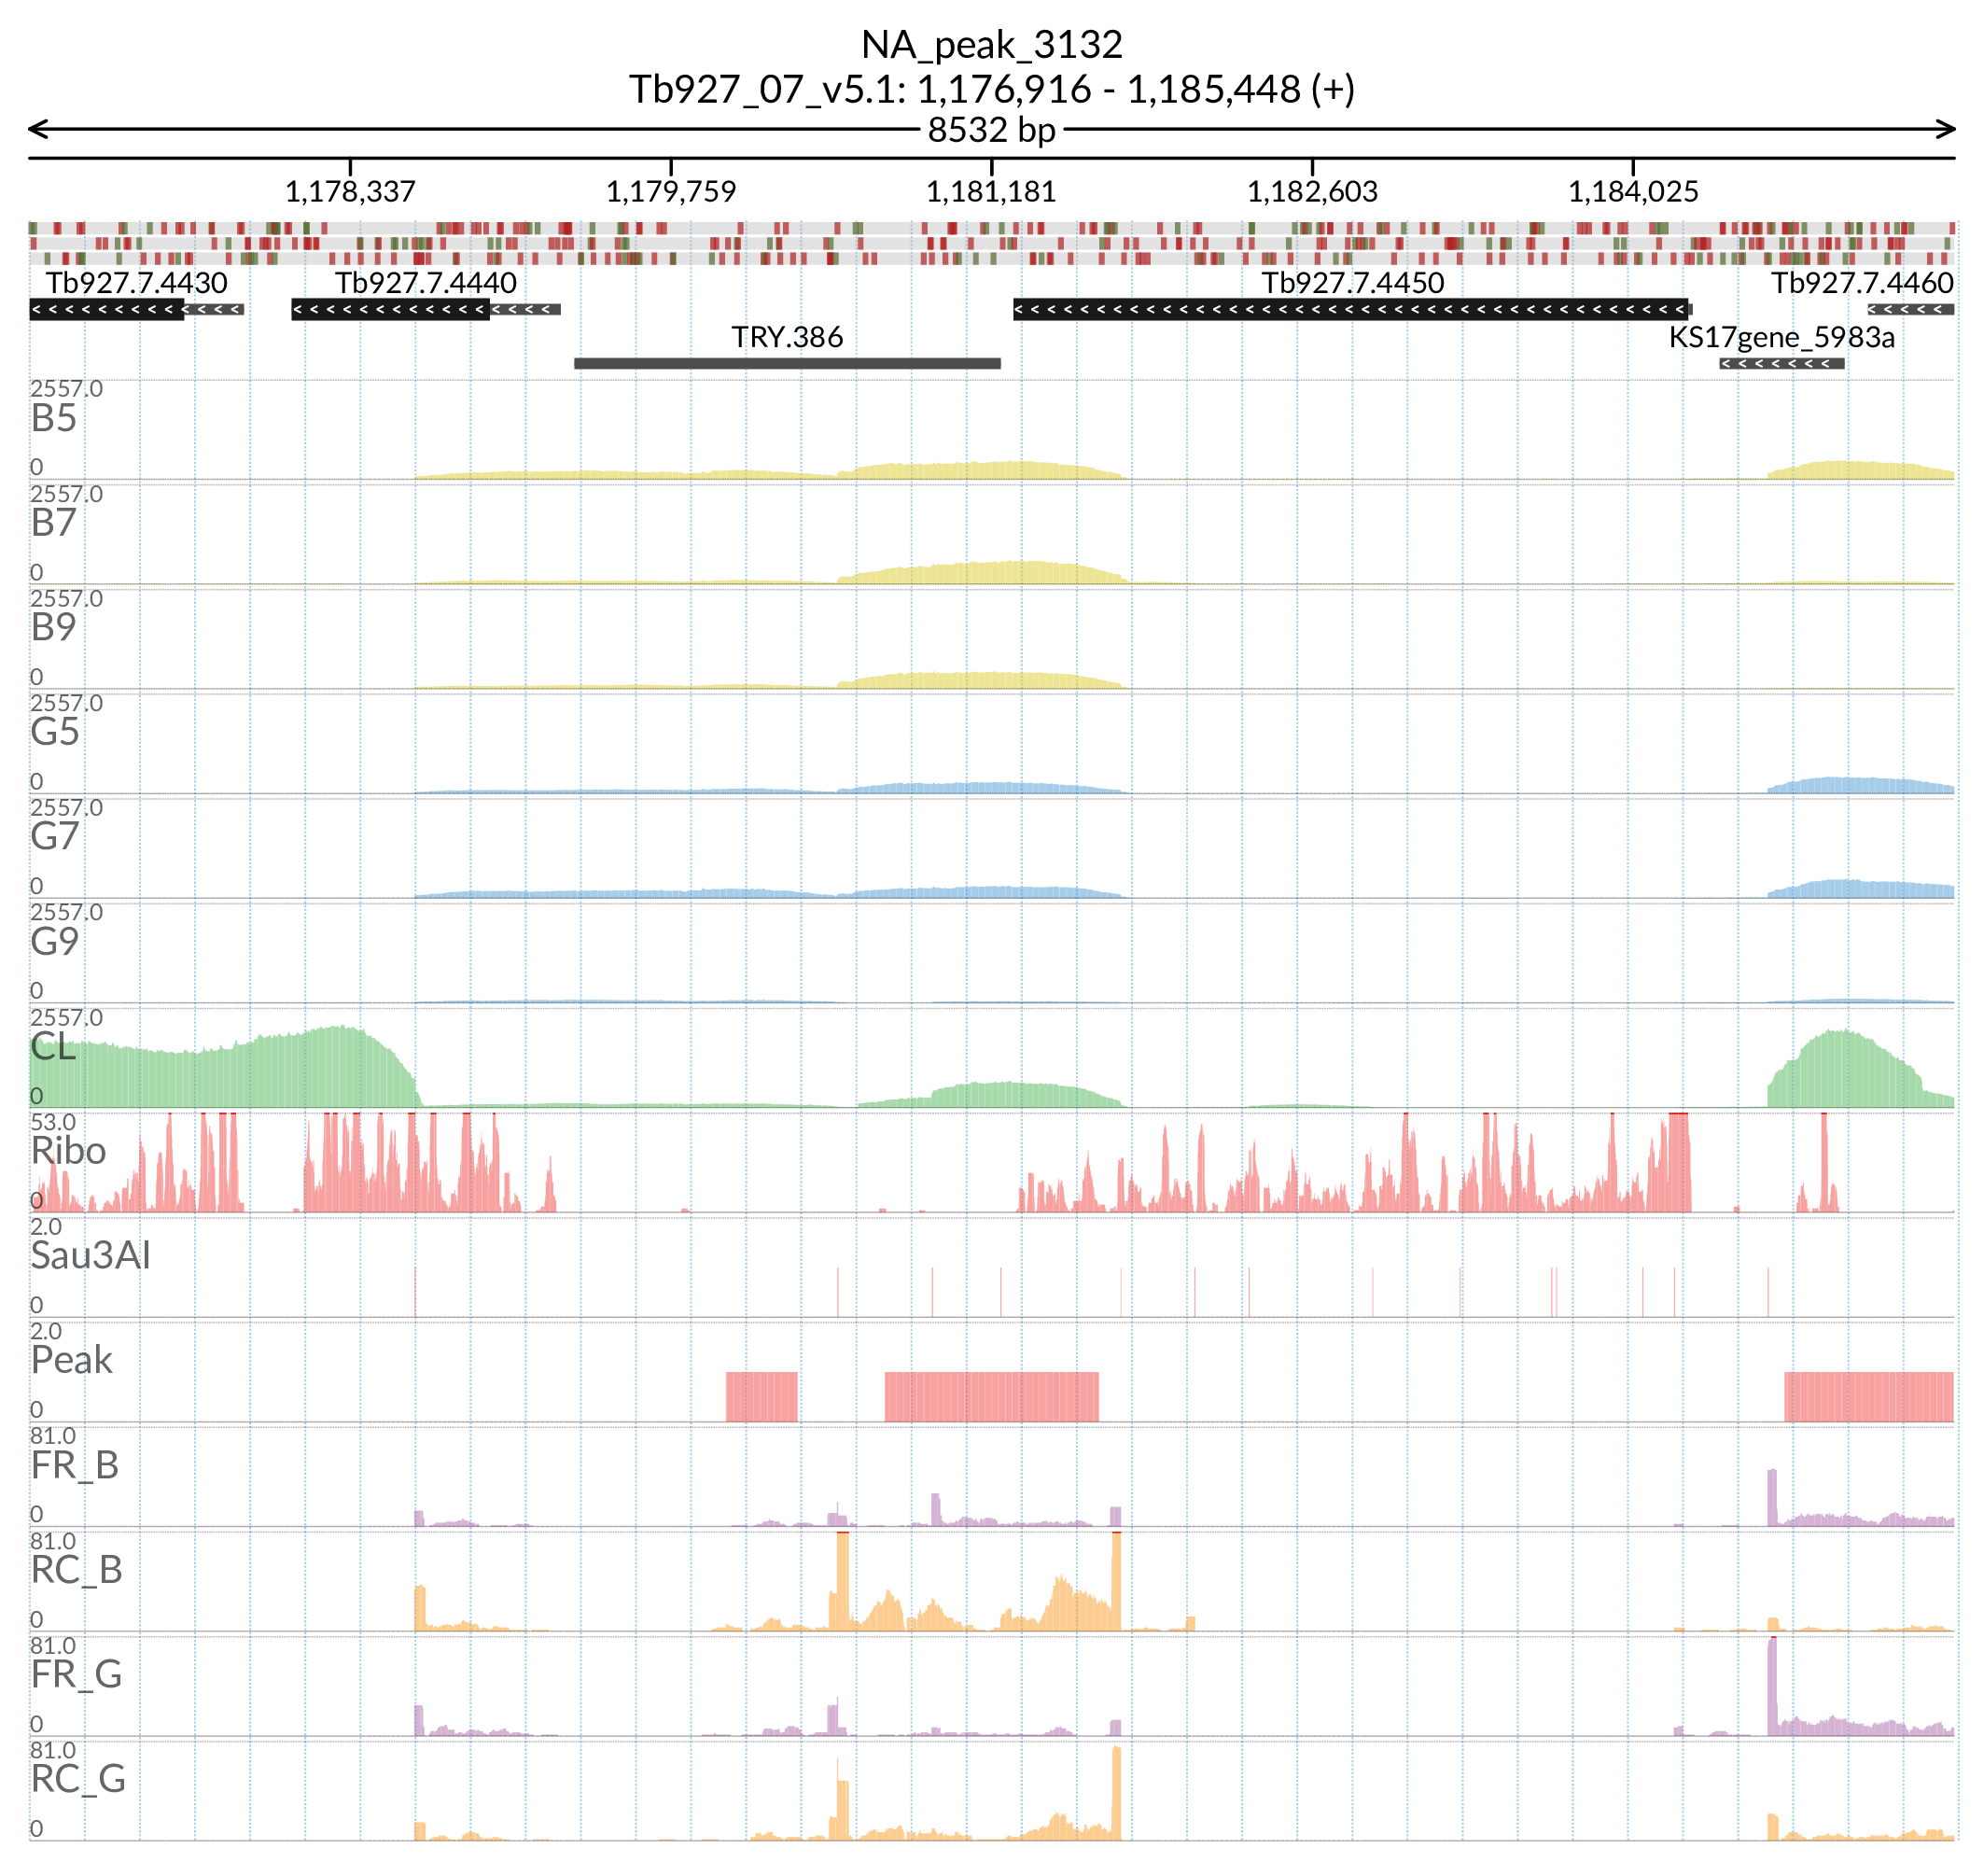 NA_peak_3132
Tb927_07_v5.1: 1,176,916 - 1,185,448 (+)
8532 bp
1,178,337 1,179,759 1,181,181 1,182,603 1,184,025
Tb927.7.4430 Tb927.7.4440 Tb927.7.4450 Tb927.7.4460
TRY.386 KS17gene_5983a
2557.0
B5
0
2557.0
B7
0
2557.0
B9
0
2557.0
G5
0
2557.0
G7
0
2557.0
G9
0
2557.0
CL
0
53.0
Ribo
0
2.0
Sau3AI
0
2.0
Peak
0
81.0
FR_B
0
81.0
RC_B
0
81.0
FR_G
0
81.0
RC_G
0